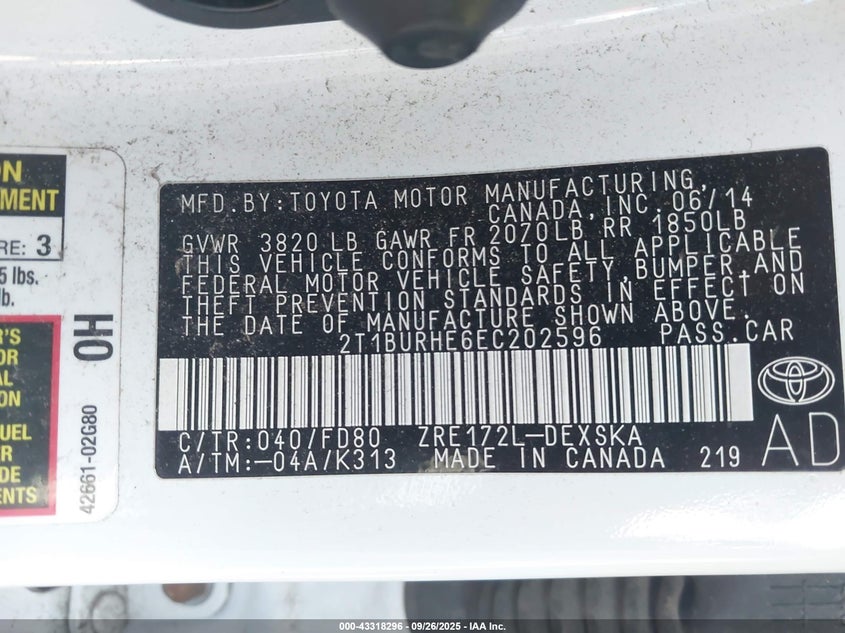 ON
MENT
RE: 3
5 lbs.
lb.
'S
OR
AL
ION
UEL
R
DE
ENTS
OH
42661-02G80
MFD.BY:TOYOTA MOTOR MANUFACTURING,
CANADA,INC.06/14
GVWR 3820 LB GAWR FR 2070LB RR 1850LB
THIS VEHICLE CONFORMS TO ALL APPLICABLE
FEDERAL MOTOR VEHICLE SAFETY,BUMPER,AND
THEFT PREVENTION STANDARDS IN EFFECT ON
THE DATE OF MANUFACTURE SHOWN ABOVE.
2T1BURHE6EC202596 PASS.CAR
C/TR:040/FD80 ZRE172L-DEXSKA
A/TM:-04A/K313 MADE IN CANADA 219
AD
000-43318296 - 09/26/2025 - IAA Inc.